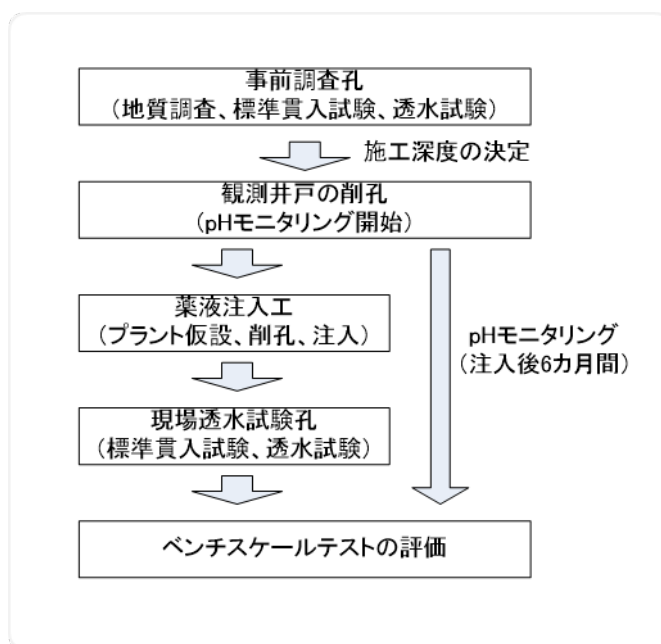 事前調査孔
(地質調査、標準貫入試験、透水試験)
施工深度の決定
観測井戸の削孔
(pHモニタリング開始)
薬液注入工
(プラント仮設、削孔、注入)
pHモニタリング
(注入後6カ月間)
現場透水試験孔
(標準貫入試験、透水試験)
ベンチスケールテストの評価